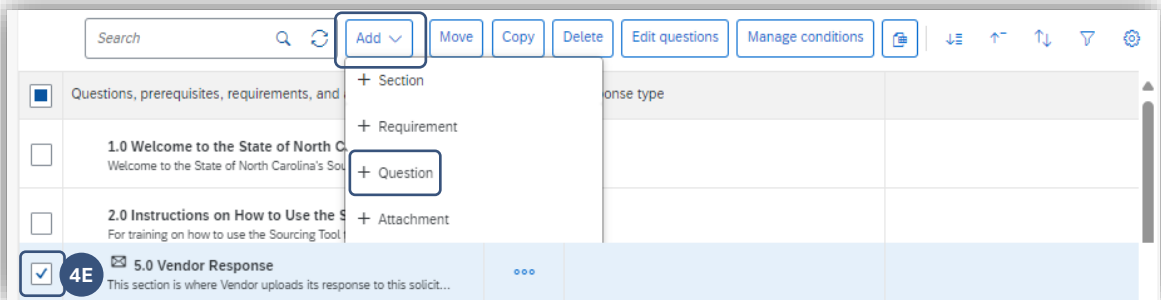 Search
Add
Move
Copy
Delete
Edit questions
Manage conditions
+ Section
Questions, prerequisites, requirements, and
onse type
+ Requirement
1.0 Welcome to the State of North C
Welcome to the State of North Carolina's Sou
+ Question
2.0 Instructions on How to Use the S
For training on how to use the Sourcing Tool
+ Attachment
4E
5.0 Vendor Response
This section is where Vendor uploads its response to this solicit...